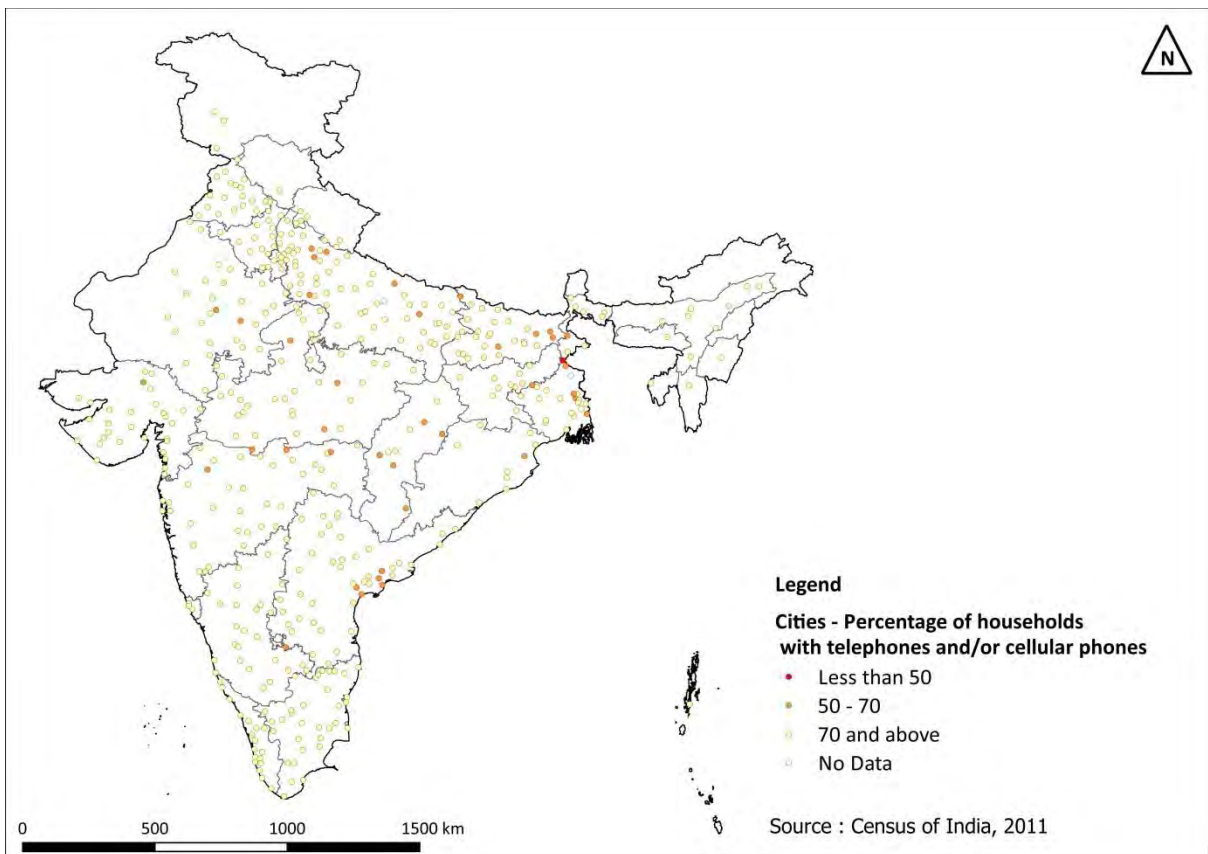 N
Legend
Cities - Percentage of households
with telephones and/or cellular phones
Less than 50
50 - 70
70 and above
No Data
0 500 1000 1500 km
Source : Census of India, 2011